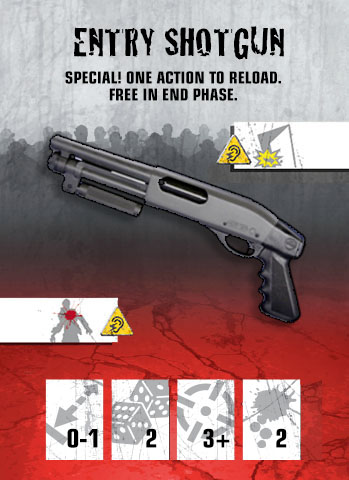 ENTRY SHOTGUN
SPECIAL! ONE ACTION TO RELOAD.
FREE IN END PHASE.
0-1
2
3+
2